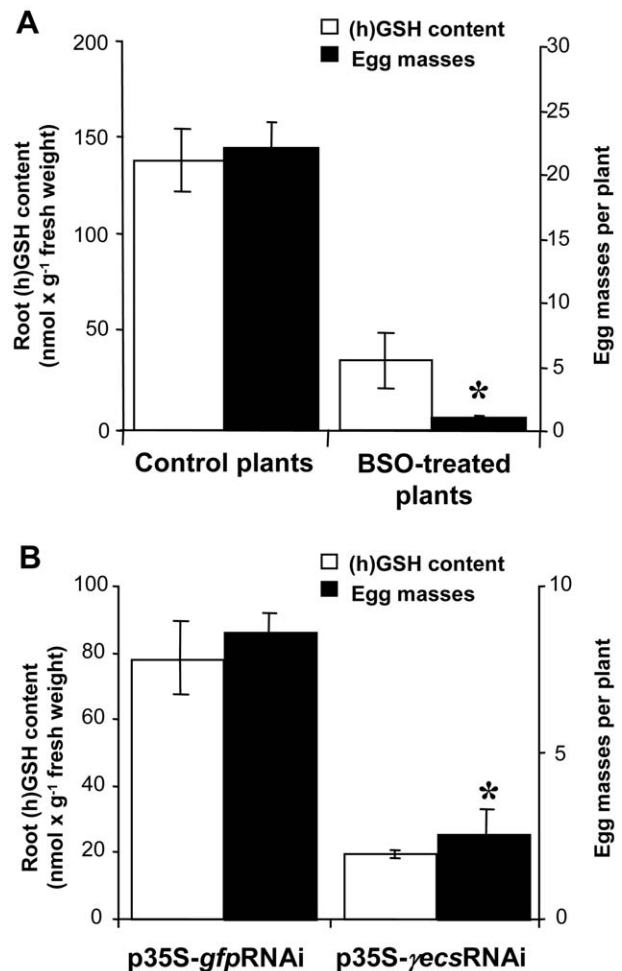 A
(h)GSH content
Egg masses
200
150
100
50
0
30
25
20
15
10
5
0
Root (h)GSH content
(nmol x g-1 fresh weight)
Egg masses per plant
*
Control plants
BSO-treated
plants
B
(h)GSH content
Egg masses
100
80
60
40
20
0
10
5
0
Root (h)GSH content
(nmol x g-1 fresh weight)
Egg masses per plant
*
p35S-gfpRNAi
p35S-γecsRNAi